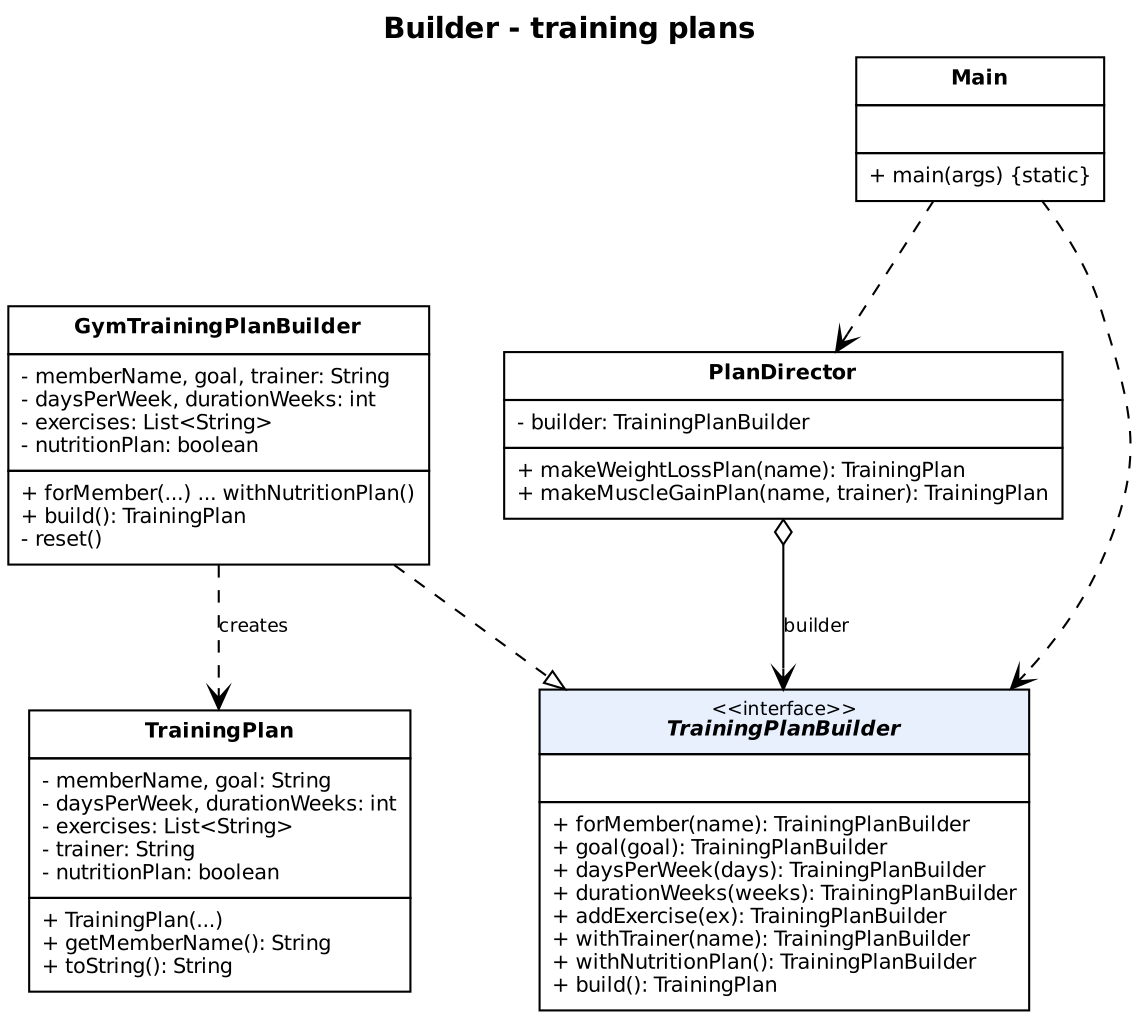 Builder - training plans
Main
+ main(args) {static}
GymTrainingPlanBuilder
- memberName, goal, trainer: String
- daysPerWeek, durationWeeks: int
- exercises: List<String>
- nutritionPlan: boolean
+ forMember(...) ... withNutritionPlan()
+ build(): TrainingPlan
- reset()
PlanDirector
- builder: TrainingPlanBuilder
+ makeWeightLossPlan(name): TrainingPlan
+ makeMuscleGainPlan(name, trainer): TrainingPlan
creates
builder
TrainingPlan
- memberName, goal: String
- daysPerWeek, durationWeeks: int
- exercises: List<String>
- trainer: String
- nutritionPlan: boolean
+ TrainingPlan(...)
+ getMemberName(): String
+ toString(): String
<<interface>>
TrainingPlanBuilder
+ forMember(name): TrainingPlanBuilder
+ goal(goal): TrainingPlanBuilder
+ daysPerWeek(days): TrainingPlanBuilder
+ durationWeeks(weeks): TrainingPlanBuilder
+ addExercise(ex): TrainingPlanBuilder
+ withTrainer(name): TrainingPlanBuilder
+ withNutritionPlan(): TrainingPlanBuilder
+ build(): TrainingPlan